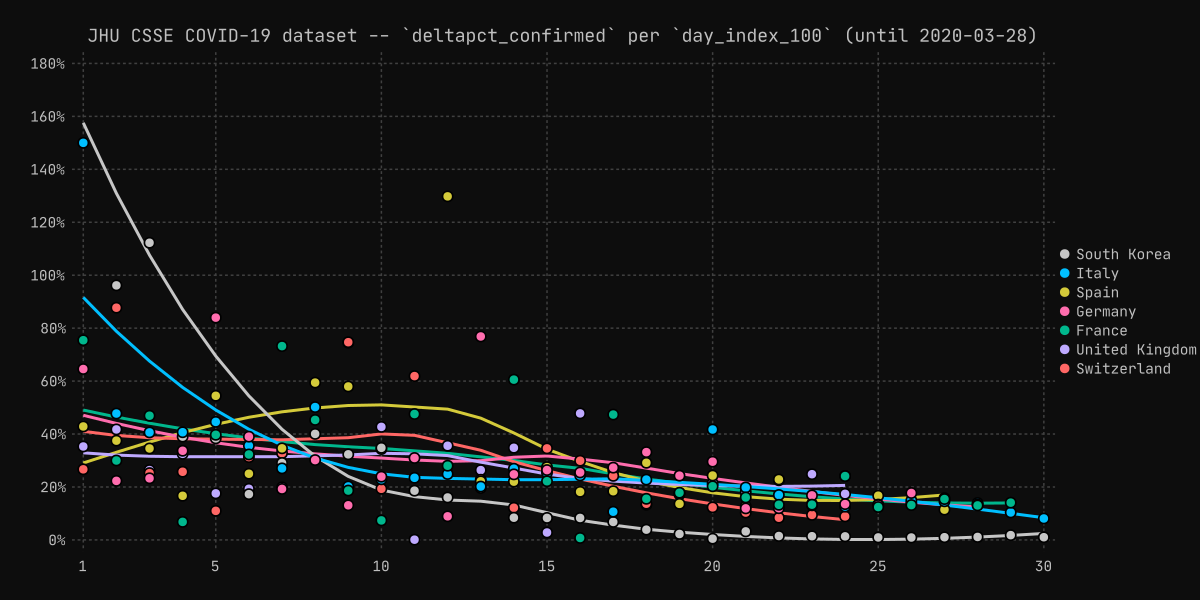 JHU CSSE COVID-19 dataset -- `deltapct_confirmed` per `day_index_100` (until 2020-03-28)
180%
160%
140%
120%
100%
80%
60%
40%
20%
0%
1 5 10 15 20 25 30
South Korea
Italy
Spain
Germany
France
United Kingdom
Switzerland